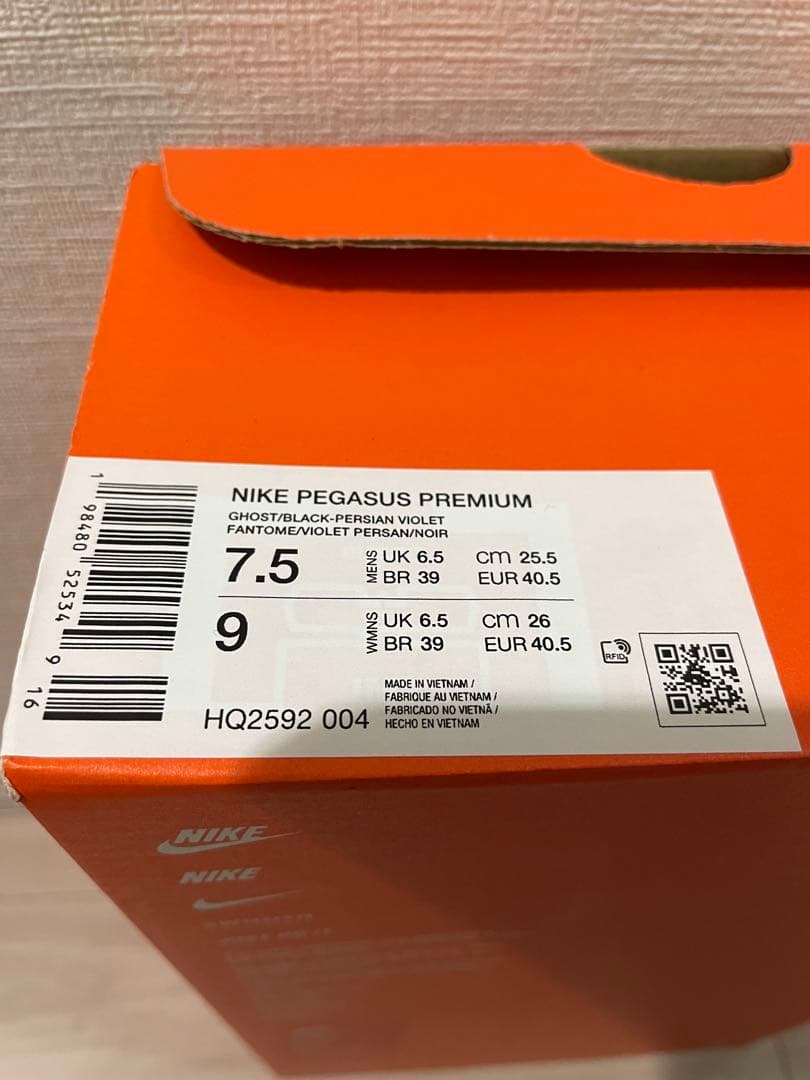 NIKE PEGASUS PREMIUM
GHOST/BLACK-PERSIAN VIOLET
FANTOME/VIOLET PERSAN/NOIR
7.5 MENS UK 6.5 cm 25.5
BR 39 EUR 40.5
9 WMNS UK 6.5 cm 26
BR 39 EUR 40.5
RFID
MADE IN VIETNAM /
FABRIQUE AU VIETNAM /
FABRICADO NO VIETNÃ /
HECHO EN VIETNAM
HQ2592 004
1 98480 52534 9 16
NIKE
NIKE